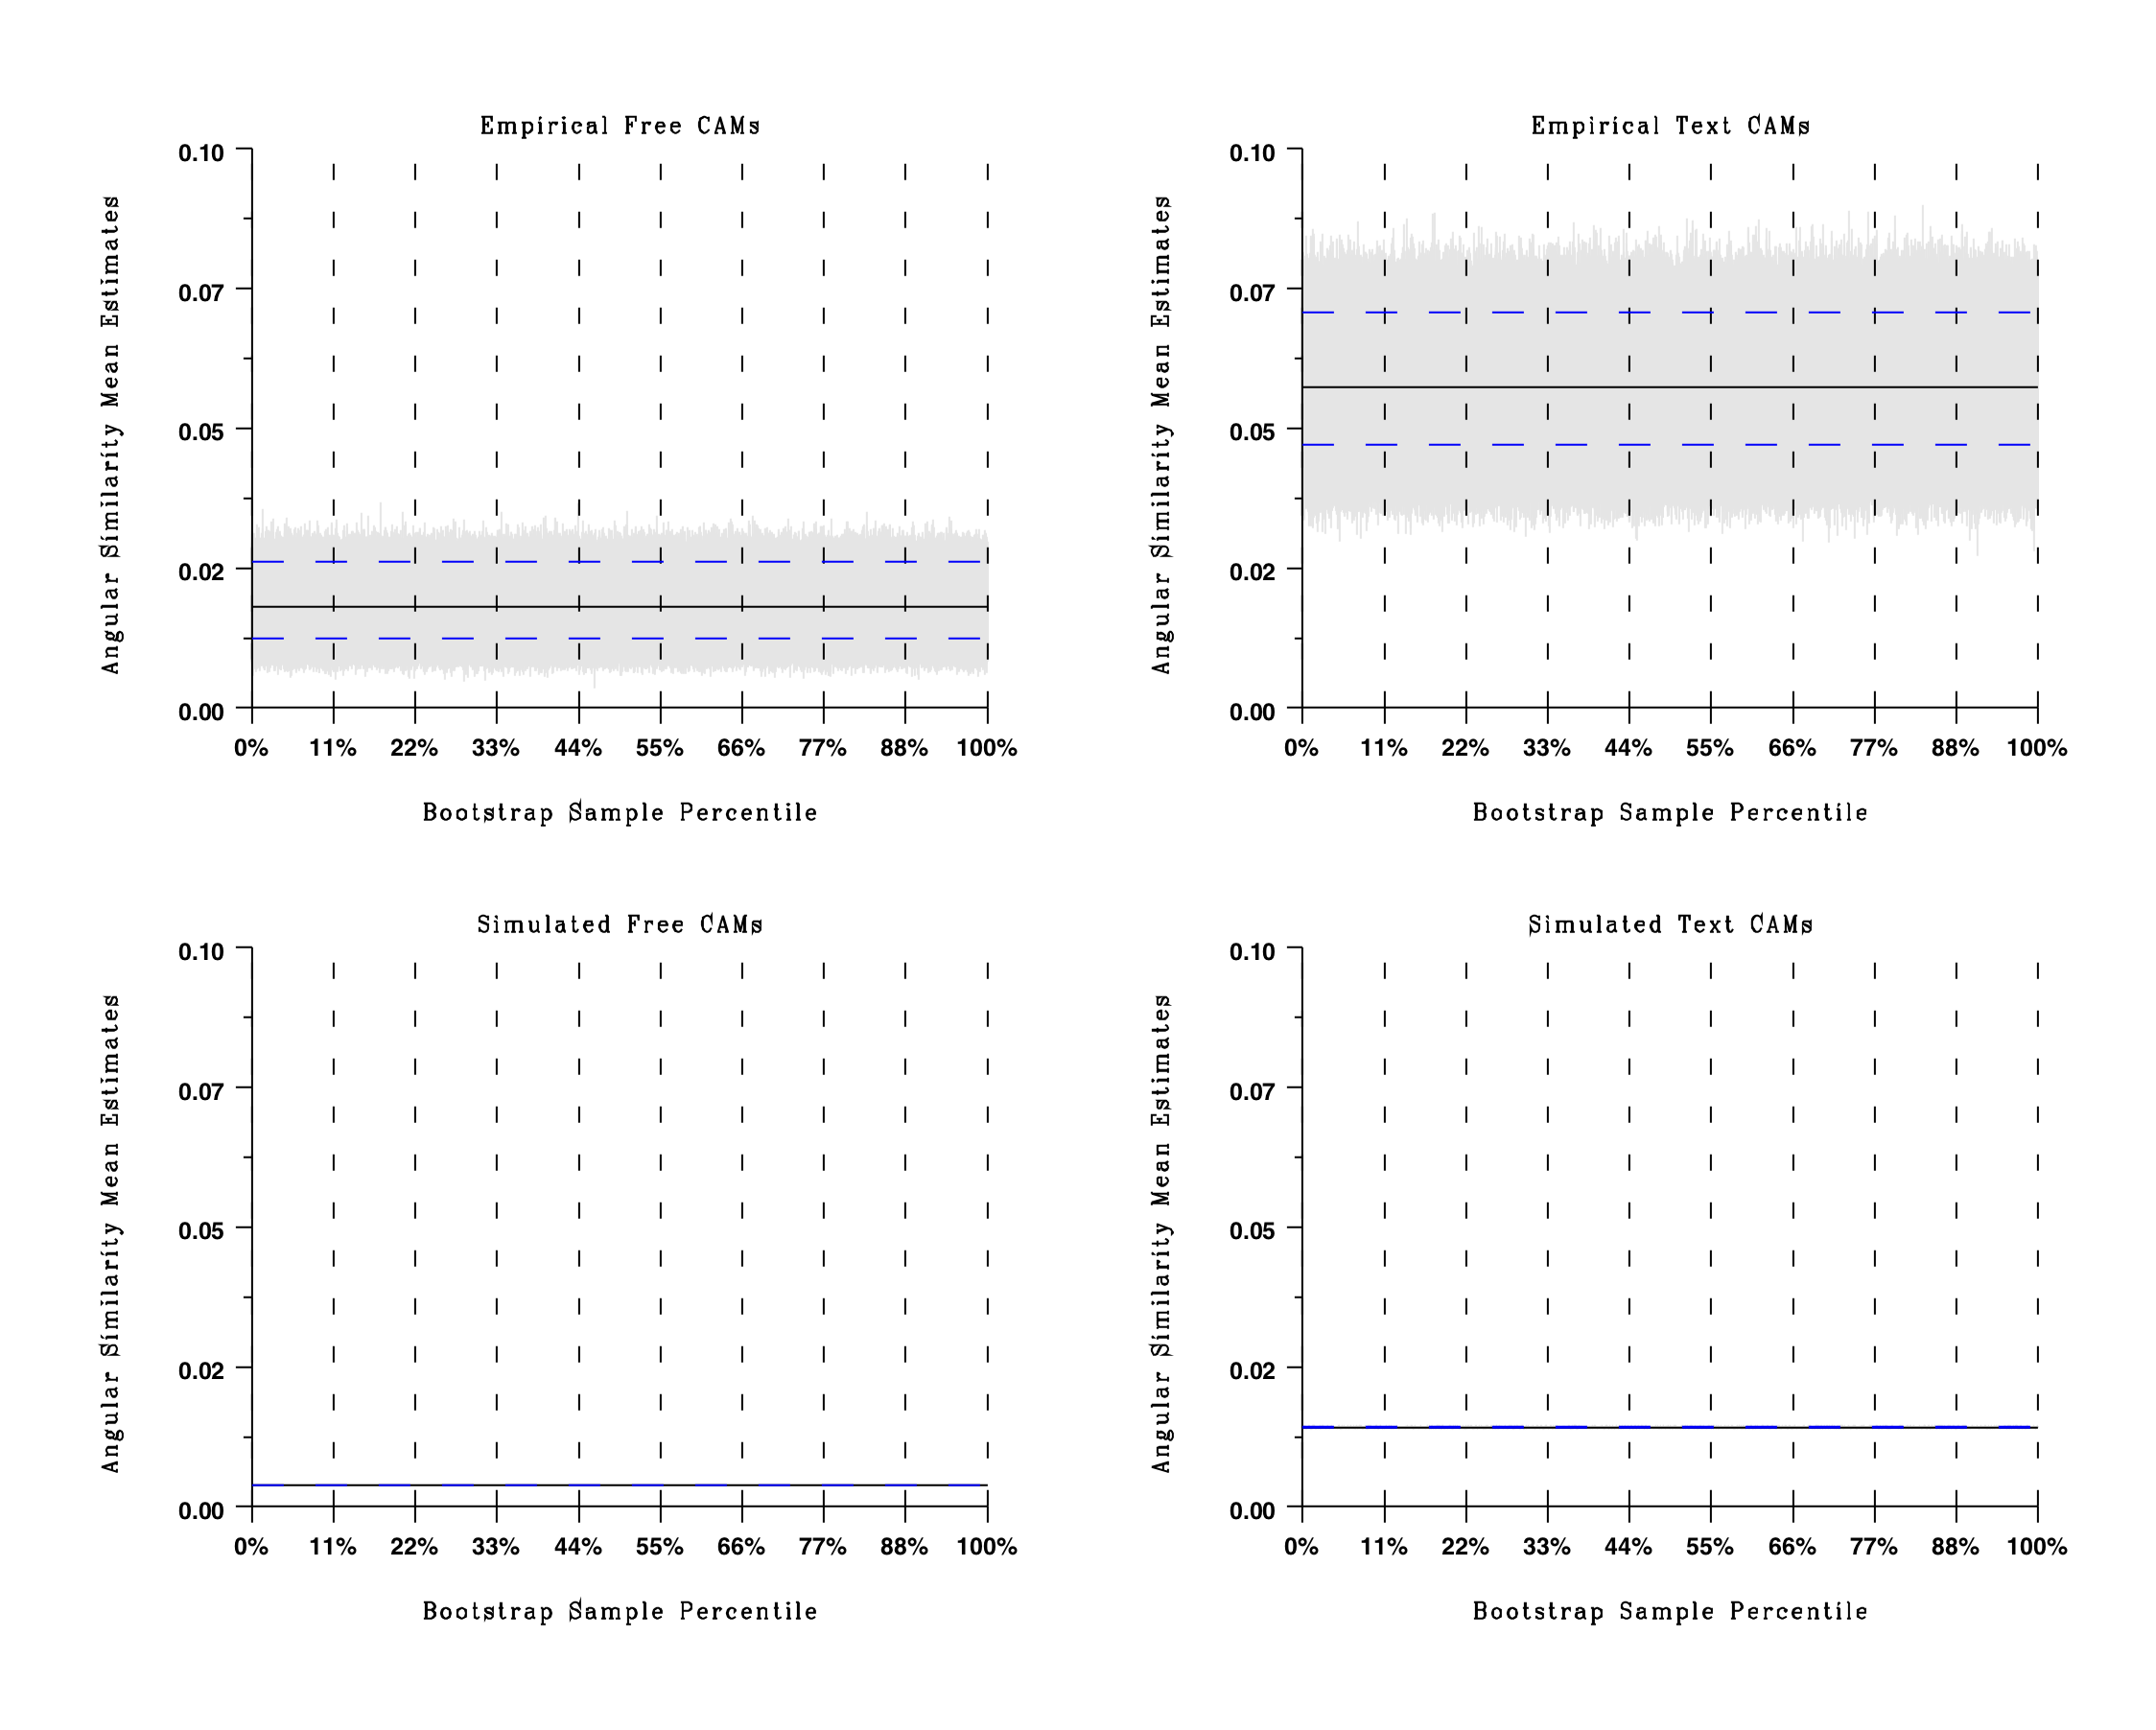 Empirical Free CAMs
Angular Similarity Mean Estimates
0.10
0.07
0.05
0.02
0.00
0% 11% 22% 33% 44% 55% 66% 77% 88% 100%
Bootstrap Sample Percentile
Empirical Text CAMs
Angular Similarity Mean Estimates
0.10
0.07
0.05
0.02
0.00
0% 11% 22% 33% 44% 55% 66% 77% 88% 100%
Bootstrap Sample Percentile
Simulated Free CAMs
Angular Similarity Mean Estimates
0.10
0.07
0.05
0.02
0.00
0% 11% 22% 33% 44% 55% 66% 77% 88% 100%
Bootstrap Sample Percentile
Simulated Text CAMs
Angular Similarity Mean Estimates
0.10
0.07
0.05
0.02
0.00
0% 11% 22% 33% 44% 55% 66% 77% 88% 100%
Bootstrap Sample Percentile